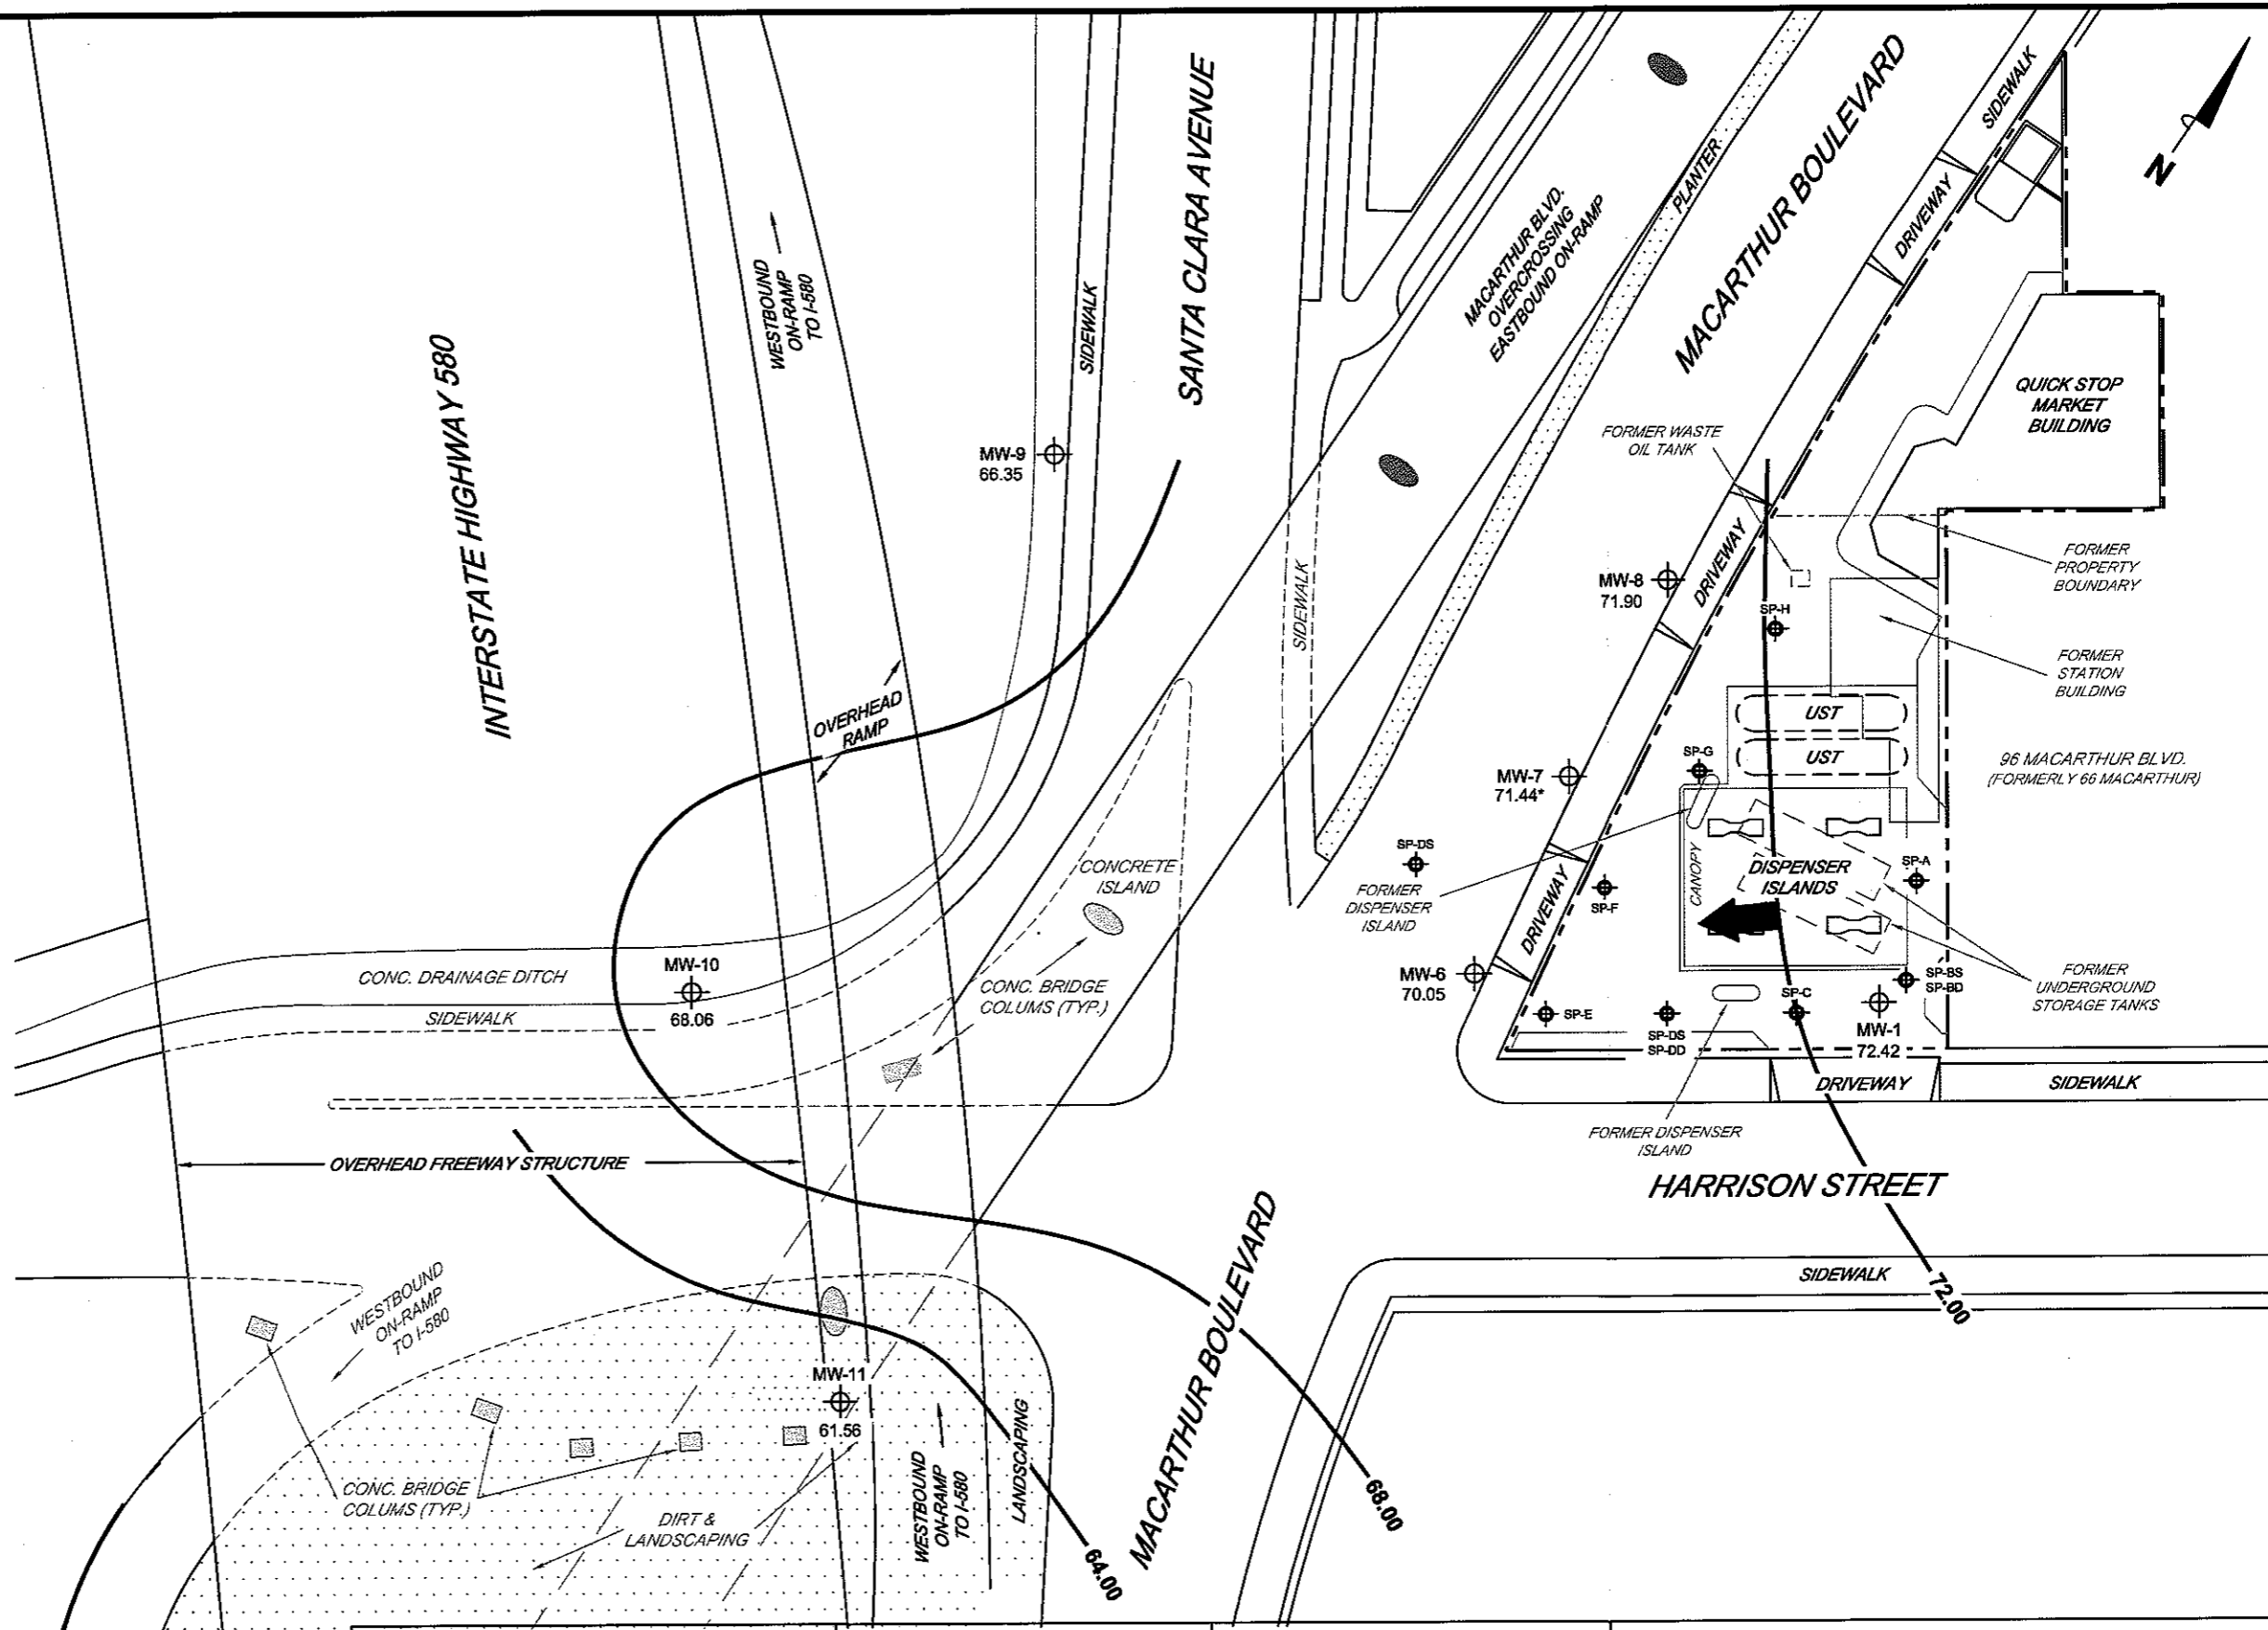 INTERSTATE HIGHWAY 580
WESTBOUND
ON-RAMP
TO I-580
SIDEWALK
SANTA CLARA AVENUE
MACARTHUR BLVD.
OVERCROSSING
EASTBOUND ON-RAMP
PLANTER
MACARTHUR BOULEVARD
SIDEWALK
DRIVEWAY
N
QUICK STOP
MARKET
BUILDING
MW-9
66.35
FORMER WASTE
OIL TANK
FORMER
PROPERTY
BOUNDARY
MW-8
71.90
DRIVEWAY
SIDEWALK
SP-H
FORMER
STATION
BUILDING
OVERHEAD
RAMP
UST
UST
96 MACARTHUR BLVD.
(FORMERLY 66 MACARTHUR)
MW-7
71.44*
SP-G
SP-DS
SP-F
CANOPY
DISPENSER
ISLANDS
SP-A
FORMER
DISPENSER
ISLAND
DRIVEWAY
CONCRETE
ISLAND
CONC. DRAINAGE DITCH
SIDEWALK
MW-10
68.06
CONC. BRIDGE
COLUMS (TYP.)
MW-6
70.05
SP-E
SP-DS
SP-DD
SP-C
SP-BS
SP-BD
MW-1
72.42
FORMER
UNDERGROUND
STORAGE TANKS
DRIVEWAY
SIDEWALK
FORMER DISPENSER
ISLAND
OVERHEAD FREEWAY STRUCTURE
HARRISON STREET
SIDEWALK
72.00
WESTBOUND
ON-RAMP
TO I-580
MW-11
61.56
MACARTHUR BOULEVARD
CONC. BRIDGE
COLUMS (TYP.)
DIRT &
LANDSCAPING
WESTBOUND
ON-RAMP
TO I-580
LANDSCAPING
64.00
68.00